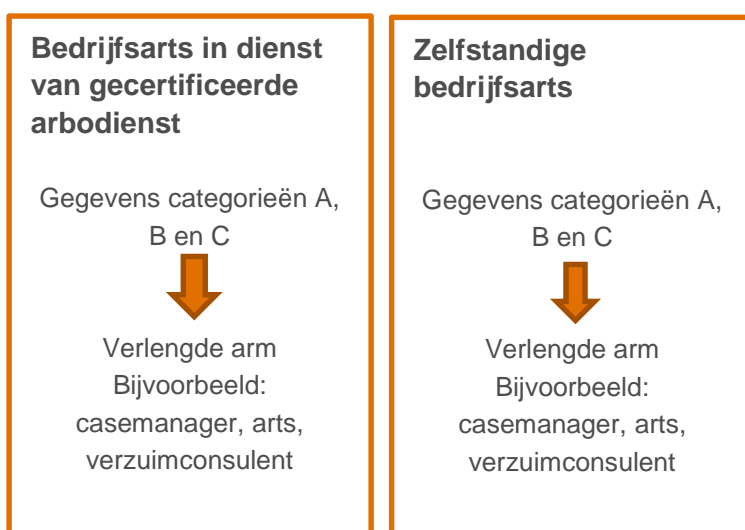 Bedrijfsarts in dienst
van gecertificeerde
arbodienst
Gegevens categorieën A,
B en C
Verlengde arm
Bijvoorbeeld:
casemanager, arts,
verzuimconsulent
Zelfstandige
bedrijfsarts
Gegevens categorieën A,
B en C
Verlengde arm
Bijvoorbeeld:
casemanager, arts,
verzuimconsulent